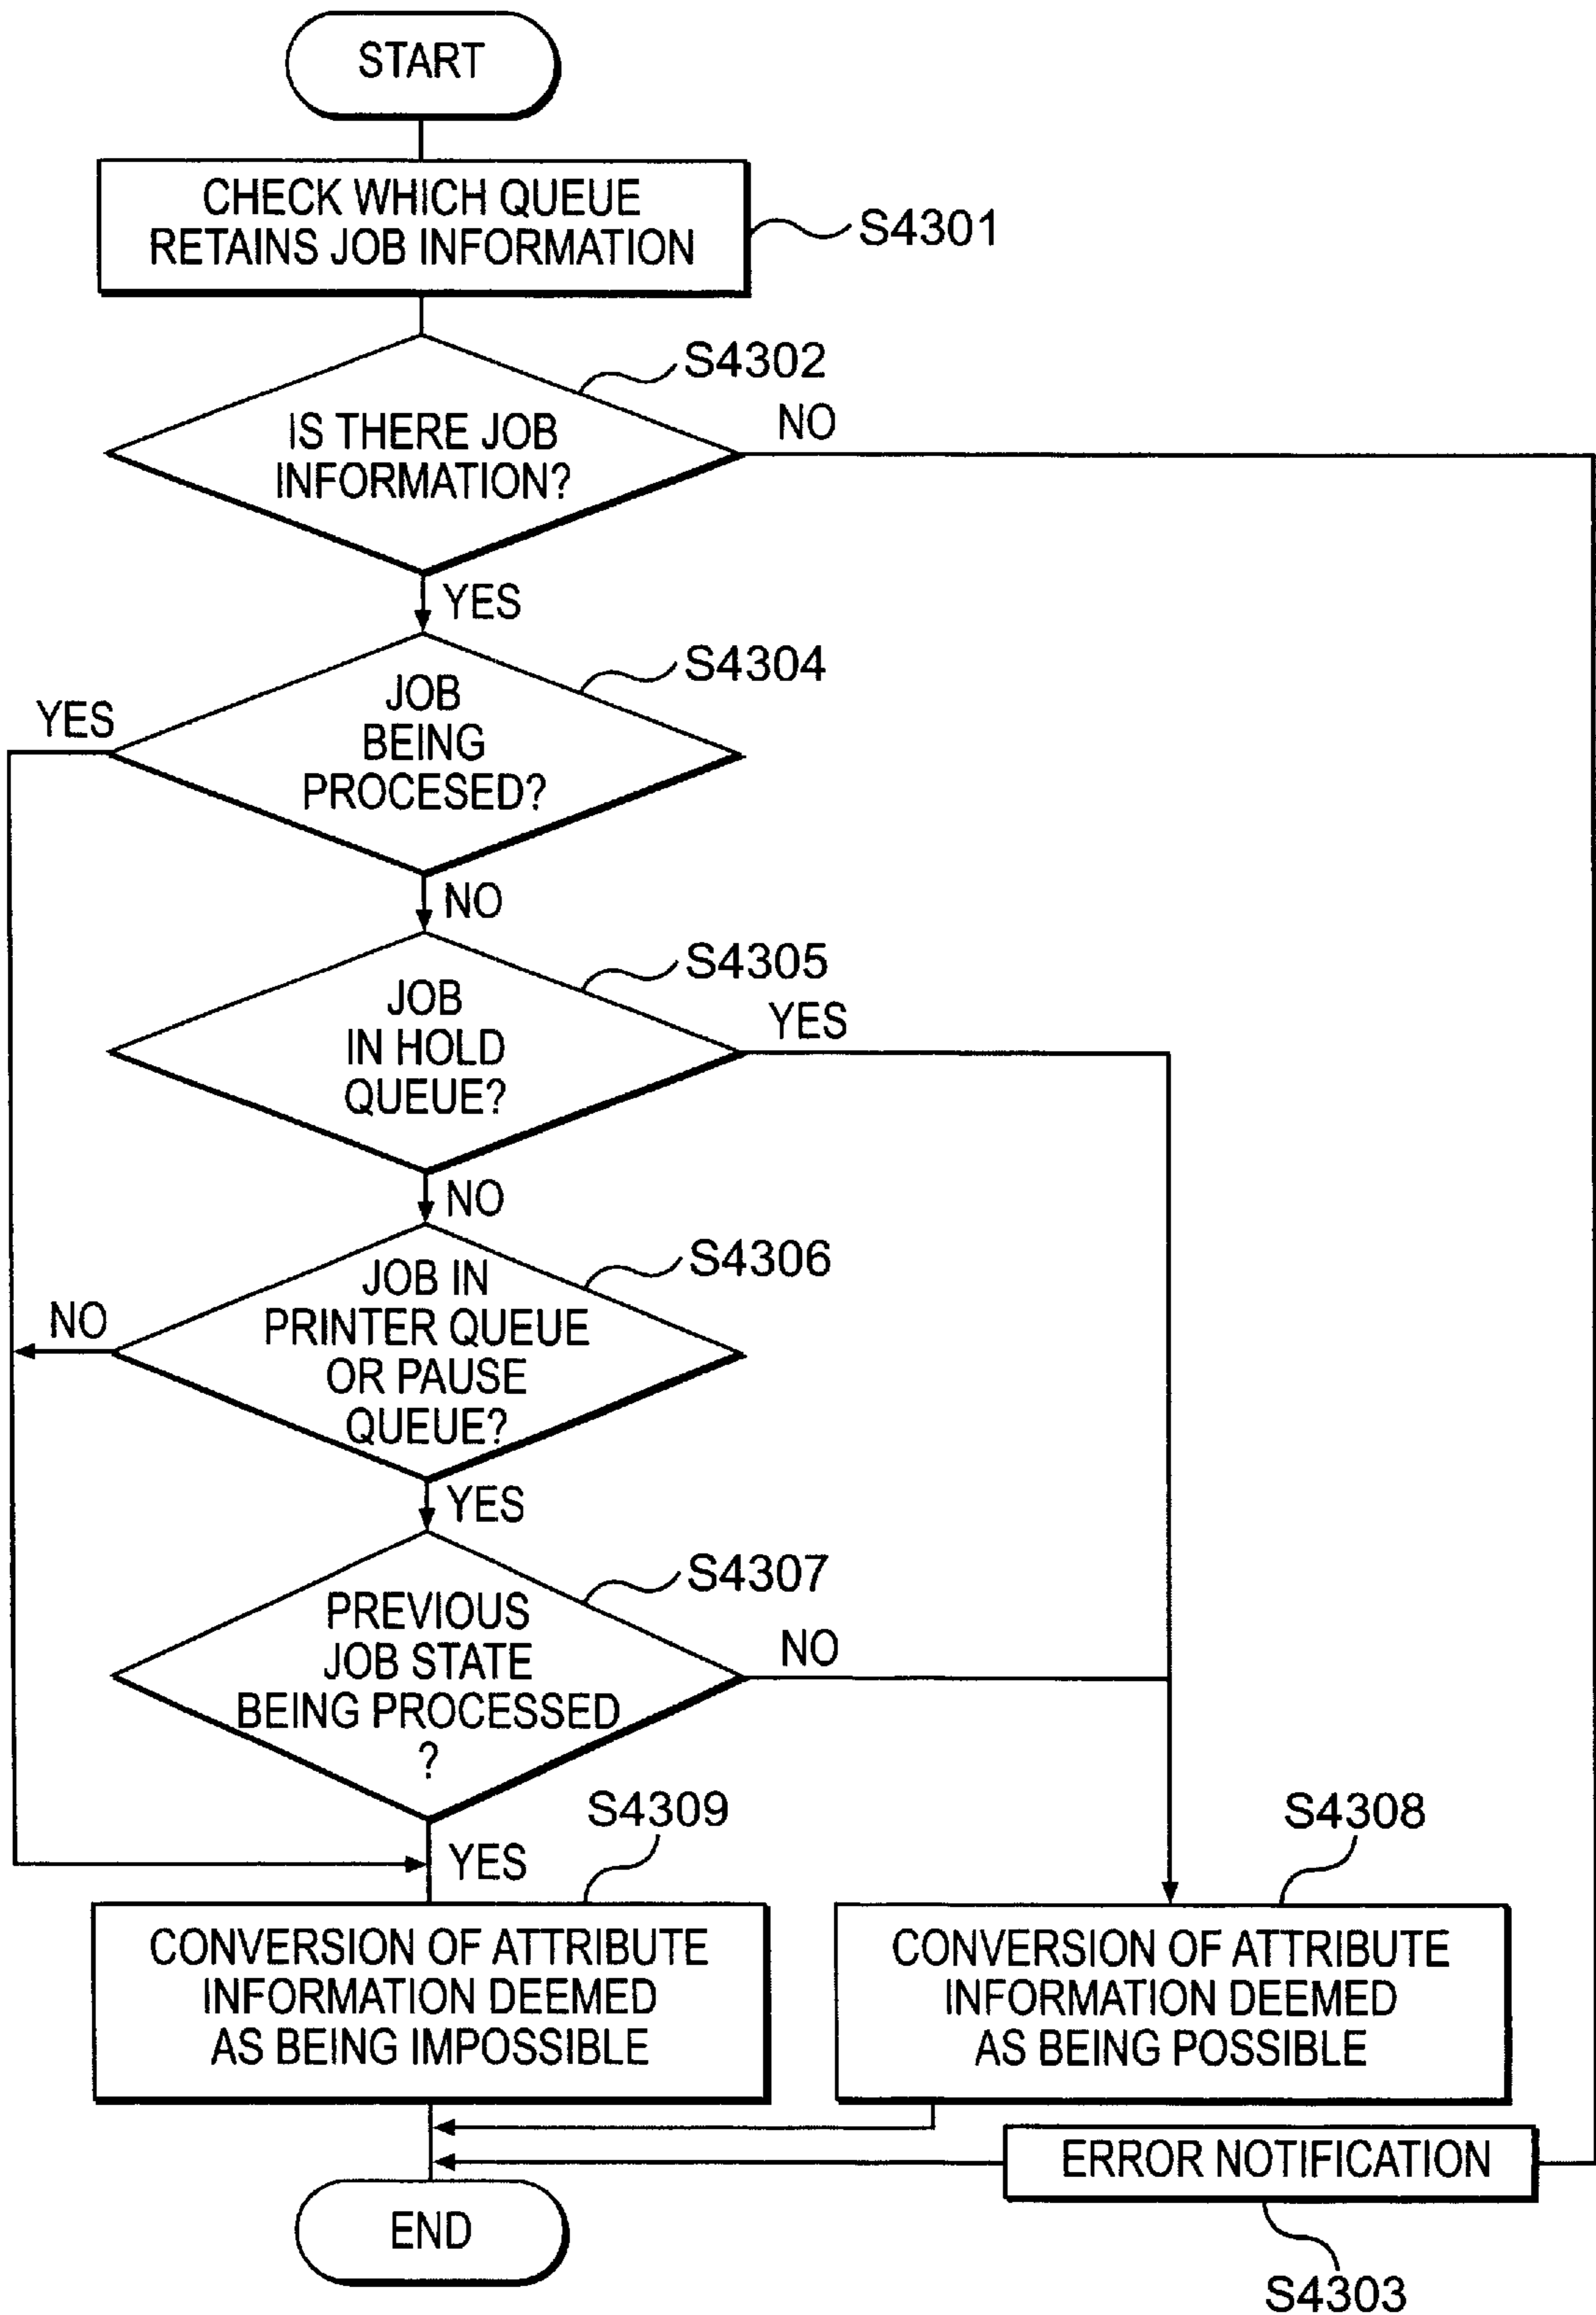 START
CHECK WHICH QUEUE
RETAINS JOB INFORMATION
S4301
S4302
IS THERE JOB
INFORMATION?
NO
YES
S4304
JOB
BEING
PROCESED?
YES
NO
S4305
JOB
IN HOLD
QUEUE?
YES
NO
S4306
JOB IN
PRINTER QUEUE
OR PAUSE
QUEUE?
NO
YES
S4307
PREVIOUS
JOB STATE
BEING PROCESSED
?
NO
YES
S4309
CONVERSION OF ATTRIBUTE
INFORMATION DEEMED
AS BEING IMPOSSIBLE
S4308
CONVERSION OF ATTRIBUTE
INFORMATION DEEMED
AS BEING POSSIBLE
ERROR NOTIFICATION
S4303
END